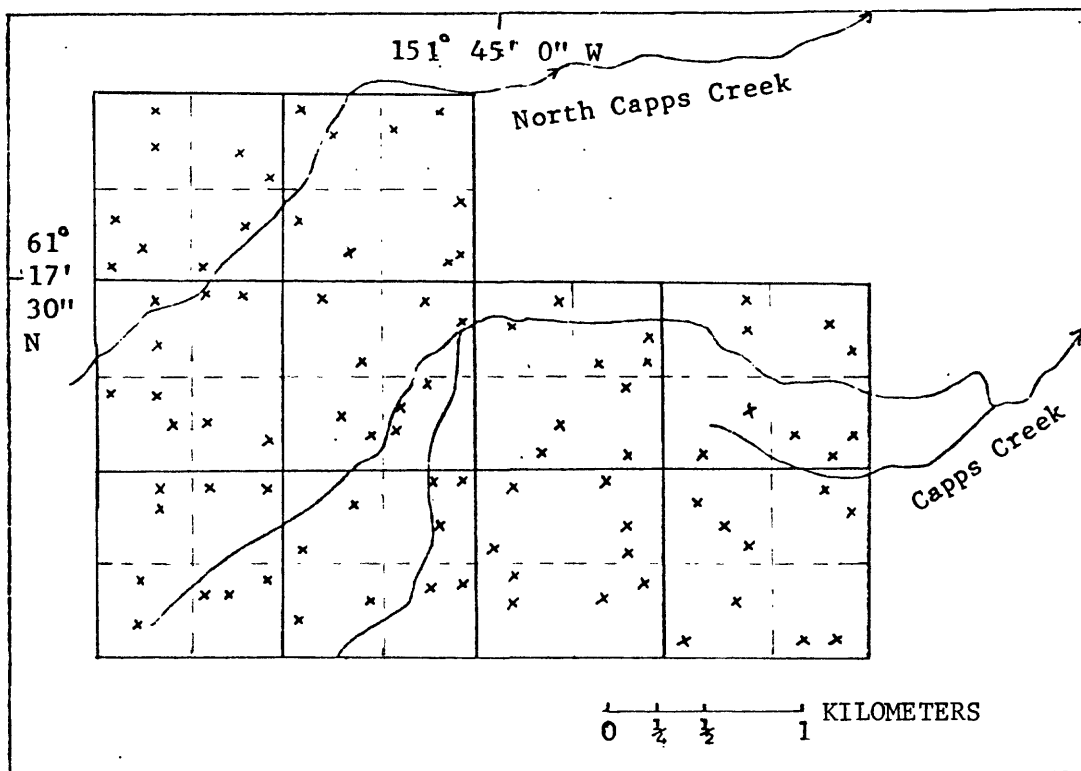 151° 45' 0" W
North Capps Creek
61°
17'
30"
N
Capps Creek
KILOMETERS
0 ¼ ½ 1